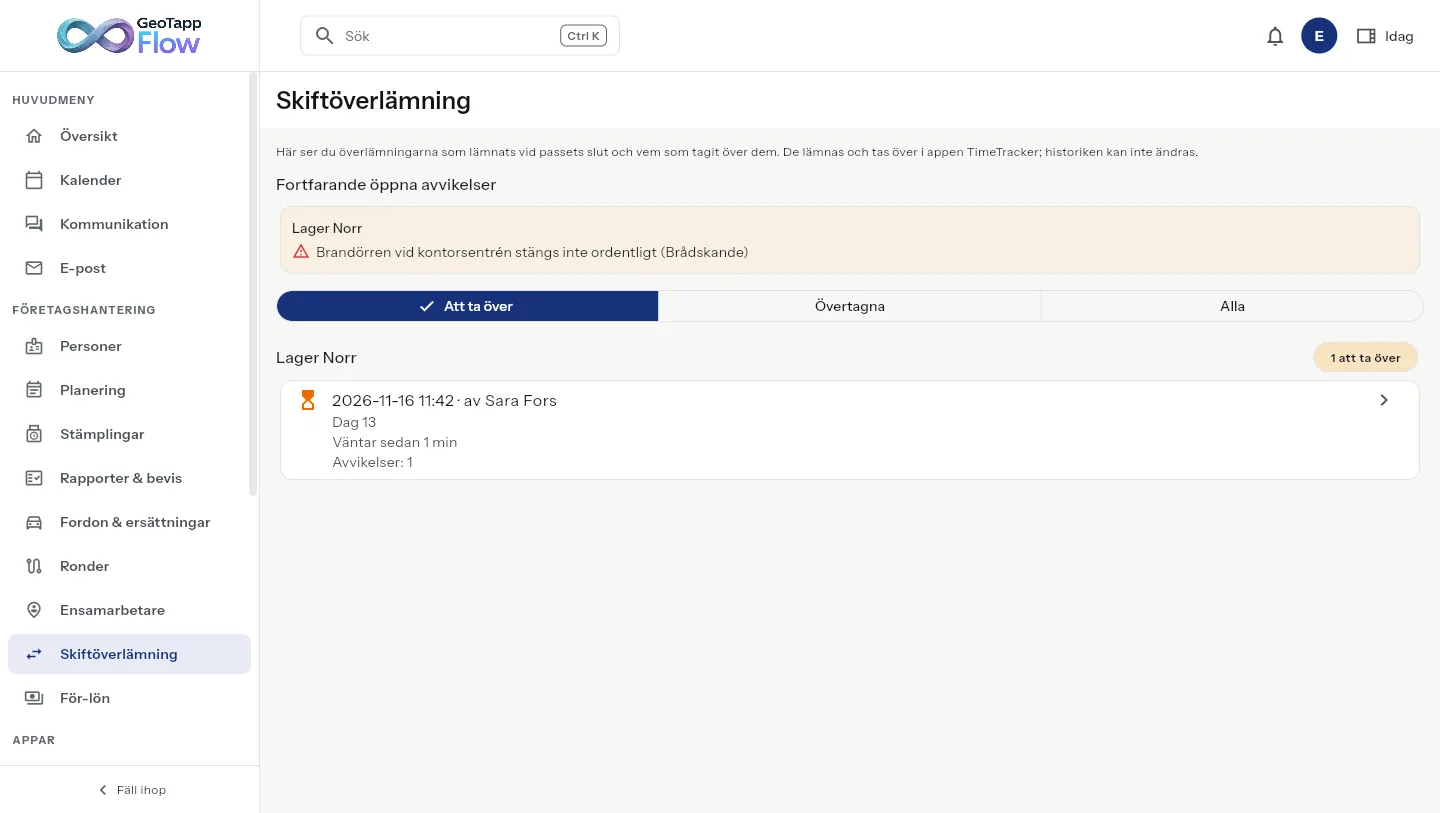 GeoTapp
Flow
Sök
Ctrl K
E
Idag
HUVUDMENY
Översikt
Kalender
Kommunikation
E-post
FÖRETAGSHANTERING
Personer
Planering
Stämplingar
Rapporter & bevis
Fordon & ersättningar
Ronder
Ensamarbetare
Skiftöverlämning
För-lön
APPAR
Fäll ihop
Skiftöverlämning
Här ser du överlämningarna som lämnats vid passets slut och vem som tagit över dem. De lämnas och tas över i appen TimeTracker; historiken kan inte ändras.
Fortfarande öppna avvikelser
Lager Norr
Brandörren vid kontorsentrén stängs inte ordentligt (Brådskande)
Att ta över
Övertagna
Alla
Lager Norr
1 att ta över
2026-11-16 11:42 · av Sara Fors
Dag 13
Väntar sedan 1 min
Avvikelser: 1